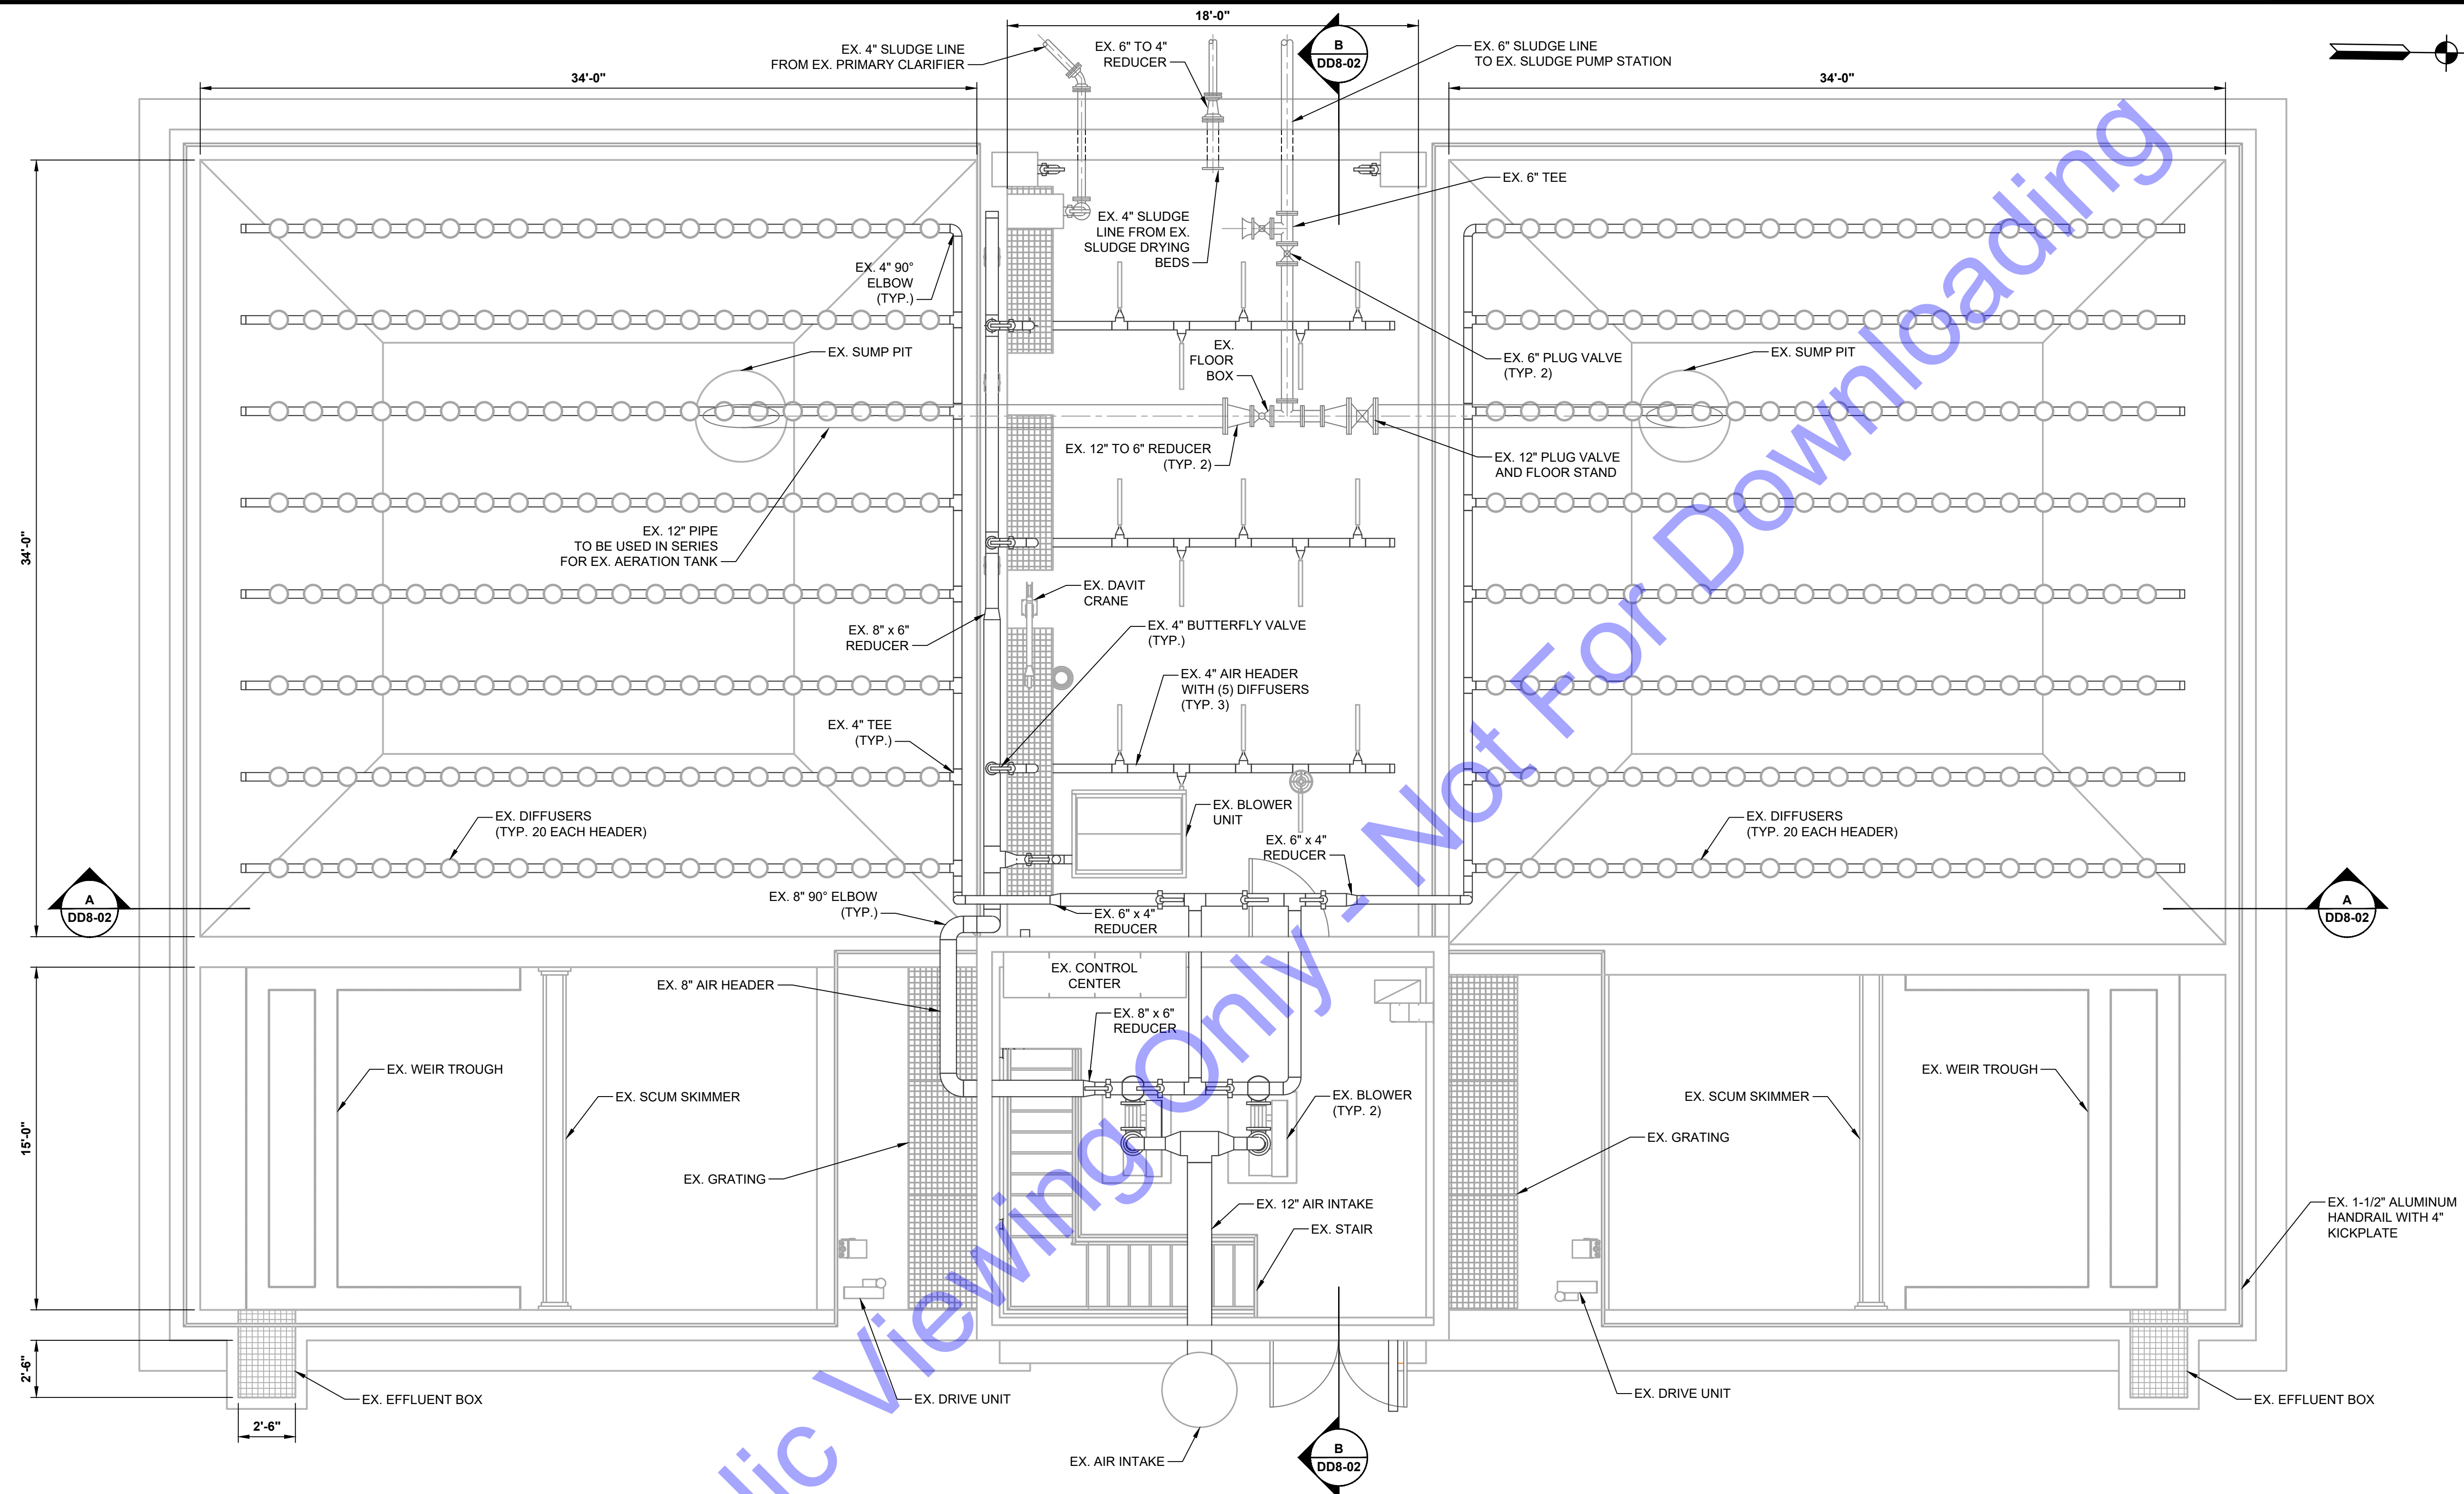 18'-0"
B
DD8-02
EX. 4" SLUDGE LINE
FROM EX. PRIMARY CLARIFIER
EX. 6" TO 4"
REDUCER
EX. 6" SLUDGE LINE
TO EX. SLUDGE PUMP STATION
34'-0"
34'-0"
EX. 6" TEE
EX. 4" SLUDGE
LINE FROM EX.
SLUDGE DRYING
BEDS
EX. 4" 90°
ELBOW
(TYP.)
EX. SUMP PIT
EX.
FLOOR
BOX
EX. 6" PLUG VALVE
(TYP. 2)
EX. SUMP PIT
EX. 12" TO 6" REDUCER
(TYP. 2)
EX. 12" PLUG VALVE
AND FLOOR STAND
34'-0"
EX. 12" PIPE
TO BE USED IN SERIES
FOR EX. AERATION TANK
EX. DAVIT
CRANE
EX. 8" x 6"
REDUCER
EX. 4" BUTTERFLY VALVE
(TYP.)
EX. 4" AIR HEADER
WITH (5) DIFFUSERS
(TYP. 3)
EX. 4" TEE
(TYP.)
EX. DIFFUSERS
(TYP. 20 EACH HEADER)
EX. BLOWER
UNIT
EX. 6" x 4"
REDUCER
EX. DIFFUSERS
(TYP. 20 EACH HEADER)
A
DD8-02
EX. 8" 90° ELBOW
(TYP.)
EX. 6" x 4"
REDUCER
A
DD8-02
EX. CONTROL
CENTER
EX. 8" AIR HEADER
EX. 8" x 6"
REDUCER
EX. WEIR TROUGH
EX. SCUM SKIMMER
EX. BLOWER
(TYP. 2)
EX. SCUM SKIMMER
EX. WEIR TROUGH
15'-0"
EX. GRATING
EX. GRATING
EX. 12" AIR INTAKE
EX. STAIR
EX. 1-1/2" ALUMINUM
HANDRAIL WITH 4"
KICKPLATE
2'-6"
EX. EFFLUENT BOX
EX. DRIVE UNIT
EX. DRIVE UNIT
EX. EFFLUENT BOX
2'-6"
EX. AIR INTAKE
B
DD8-02
lic Viewing Only - Not For Downloading